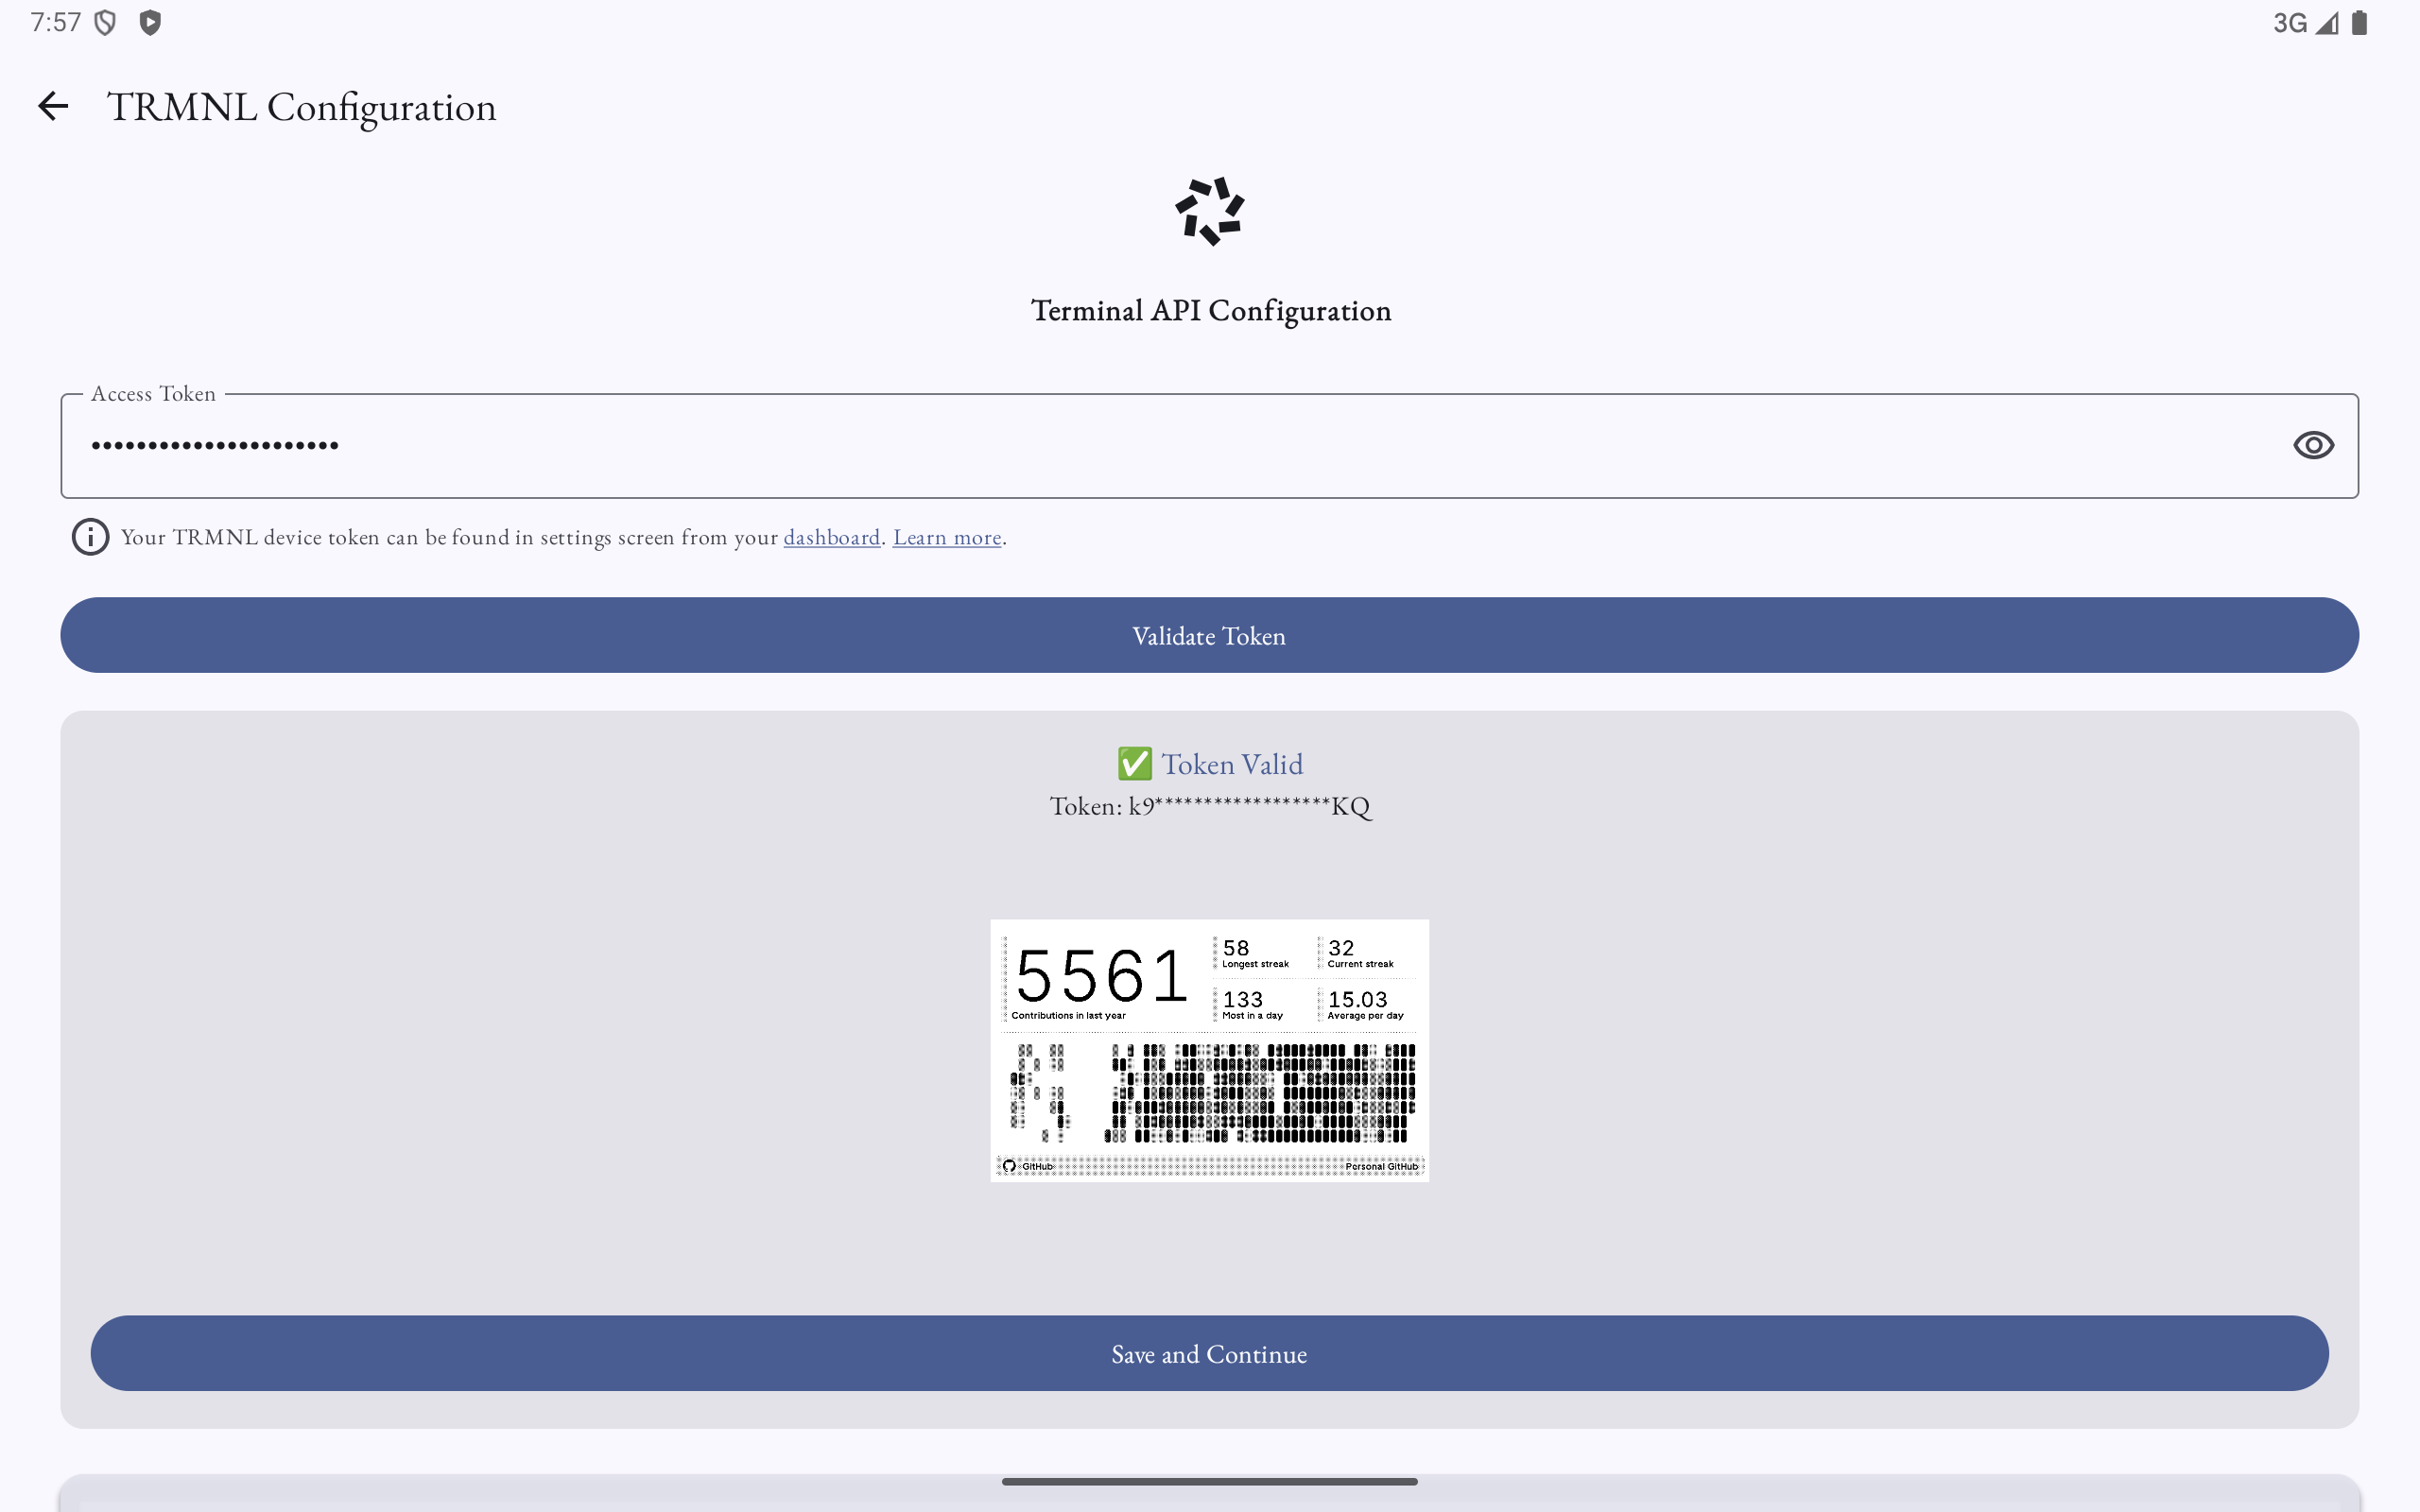 7:57
3G
TRMNL Configuration
Terminal API Configuration
Access Token
••••••••••••••••••••••
Your TRMNL device token can be found in settings screen from your dashboard. Learn more.
Validate Token
✅ Token Valid
Token: k9******************KQ
5561
Contributions in last year
58
Longest streak
32
Current streak
133
Most in a day
15.03
Average per day
GitHub
Personal GitHub
Save and Continue